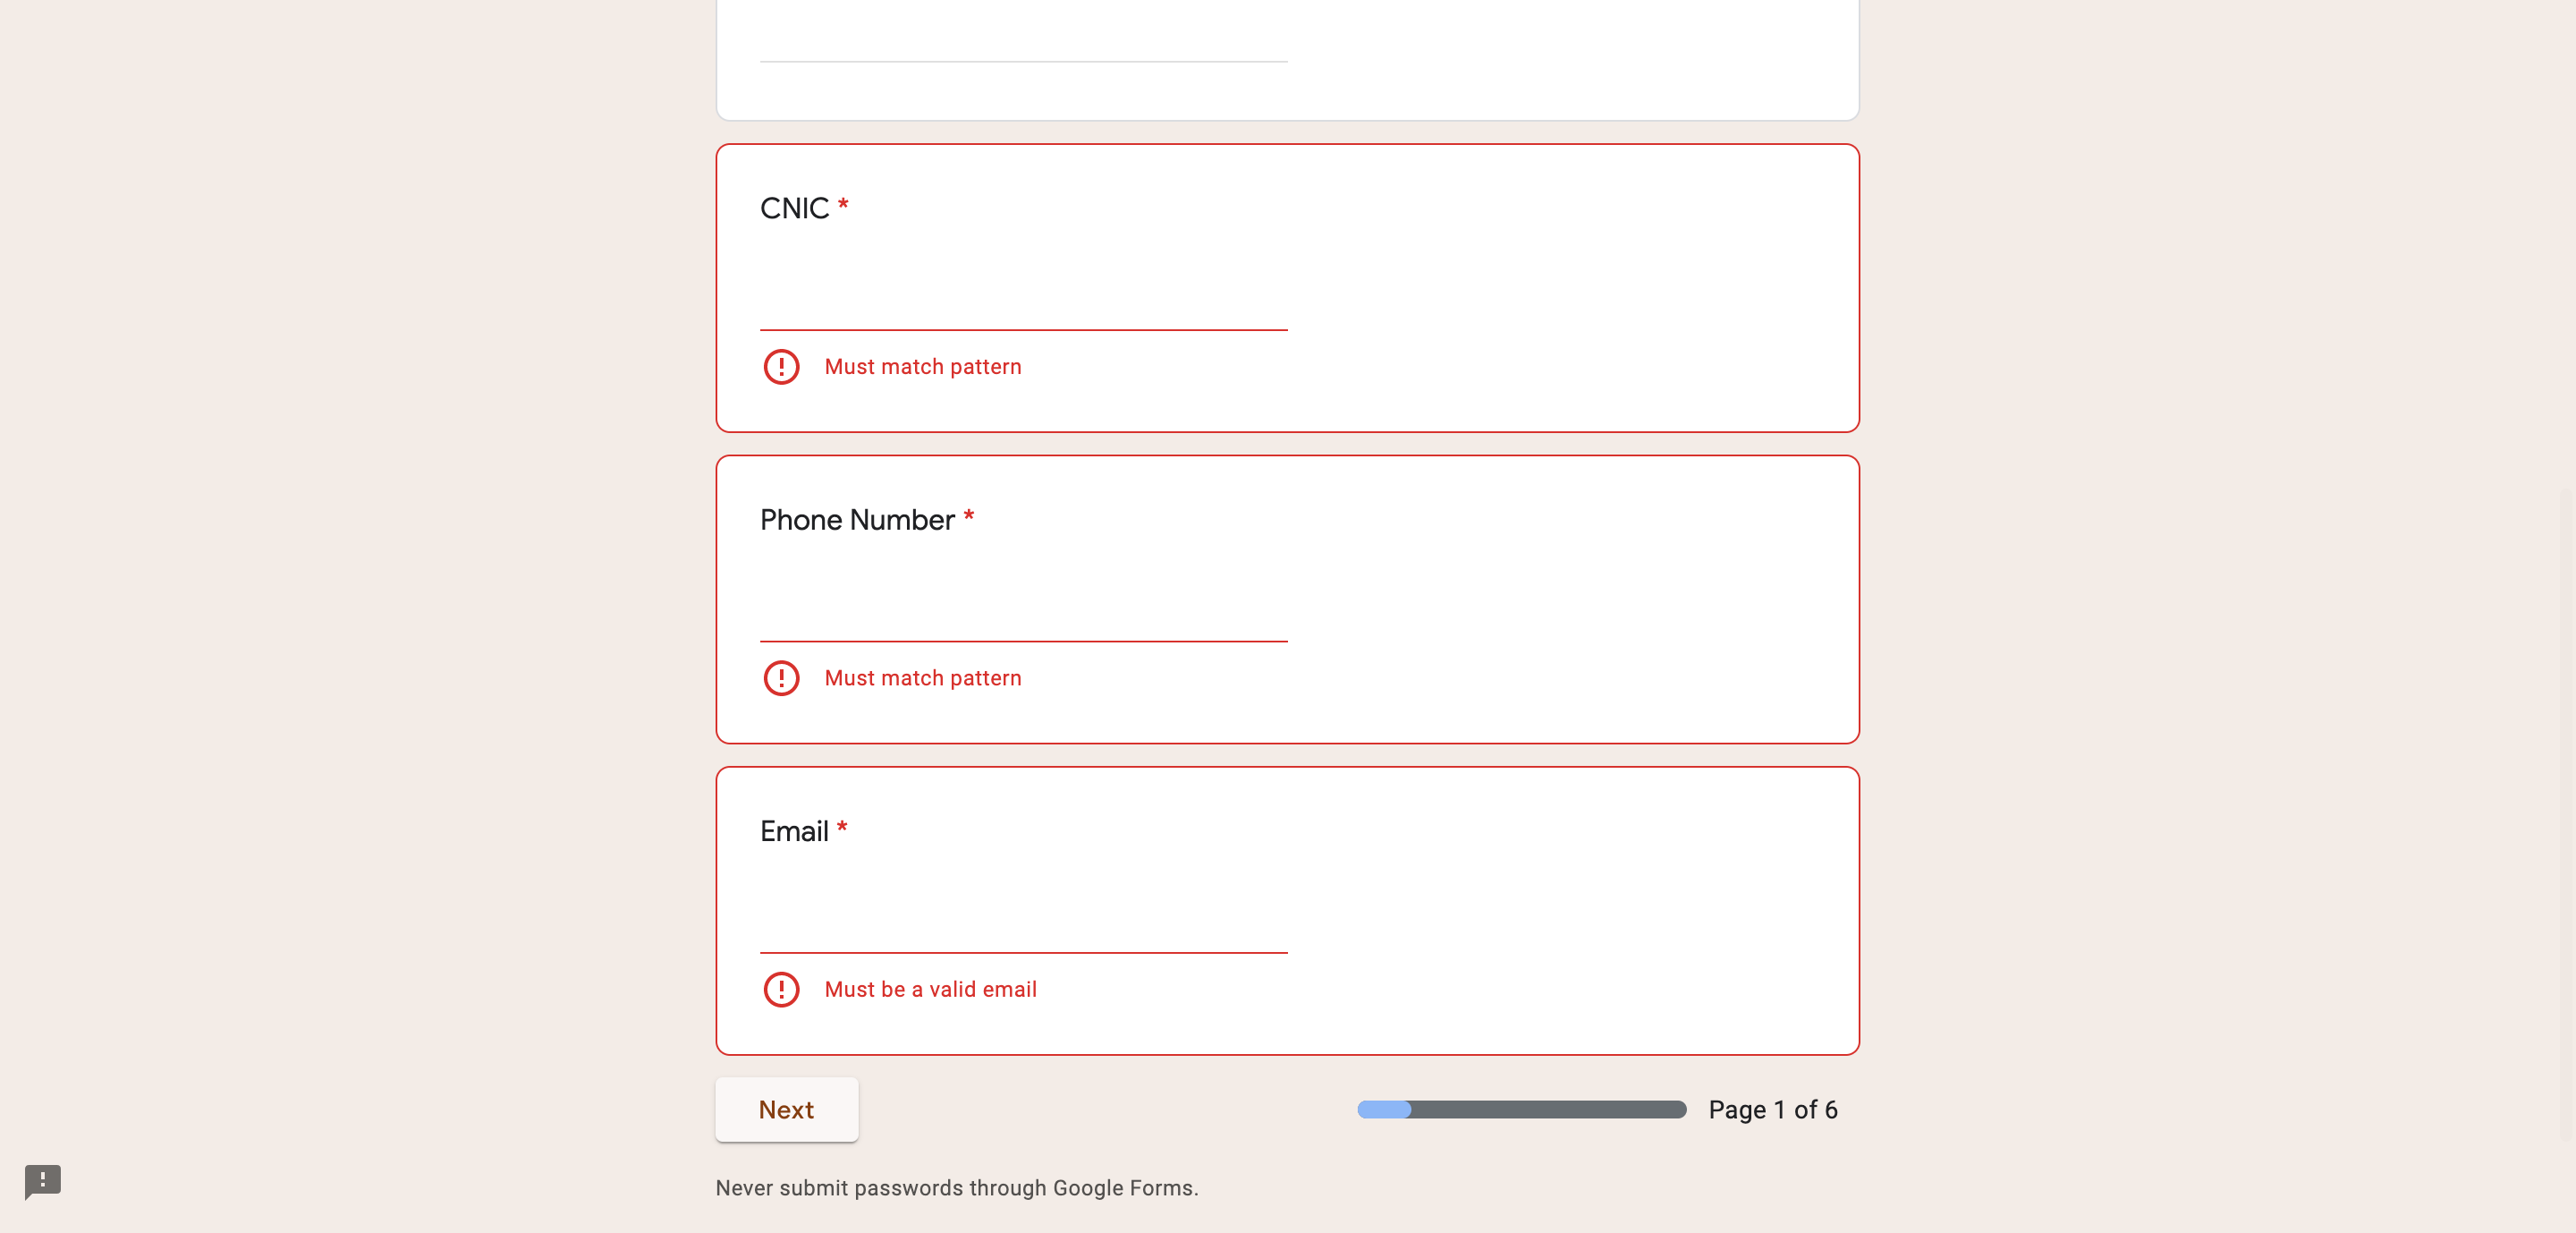 CNIC *
Must match pattern
Phone Number *
Must match pattern
Email *
Must be a valid email
Next
Page 1 of 6
Never submit passwords through Google Forms.